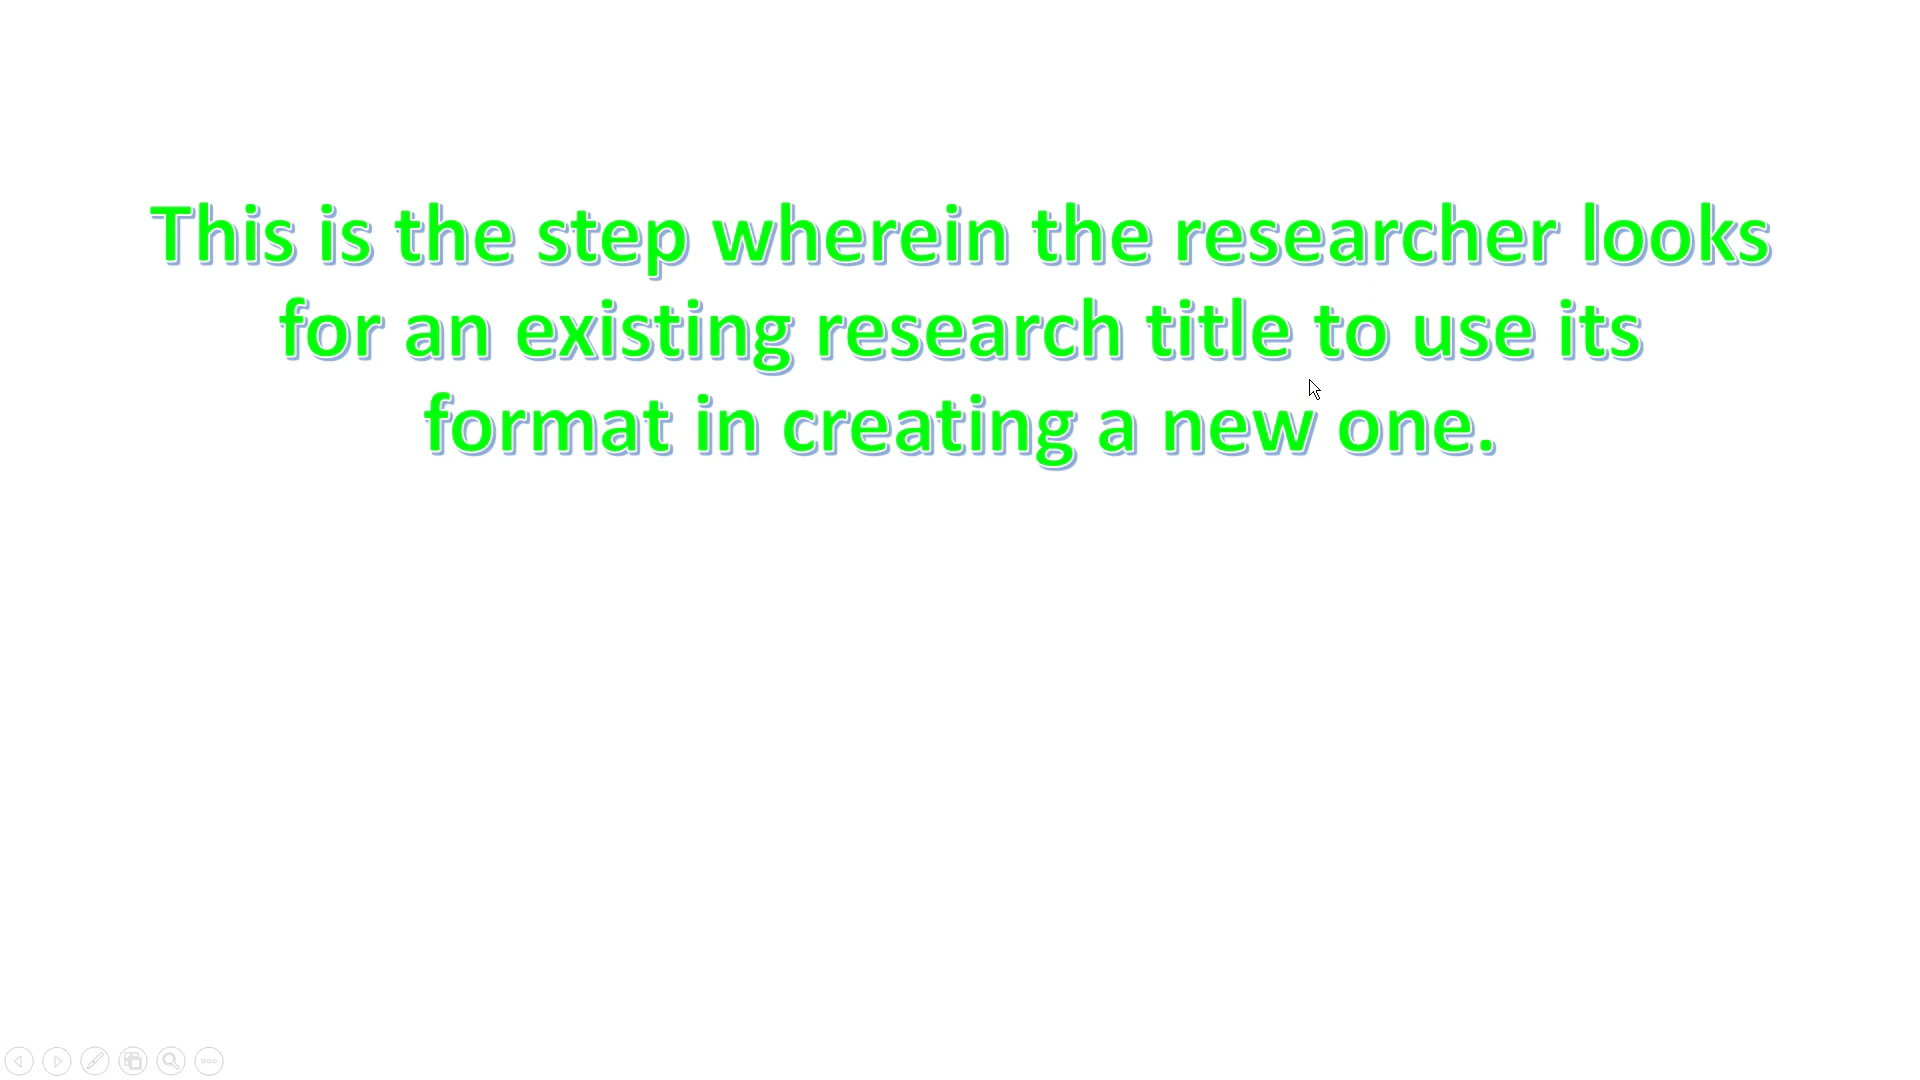 This is the step wherein the researcher looks
for an existing research title to use its
format in creating a new one.